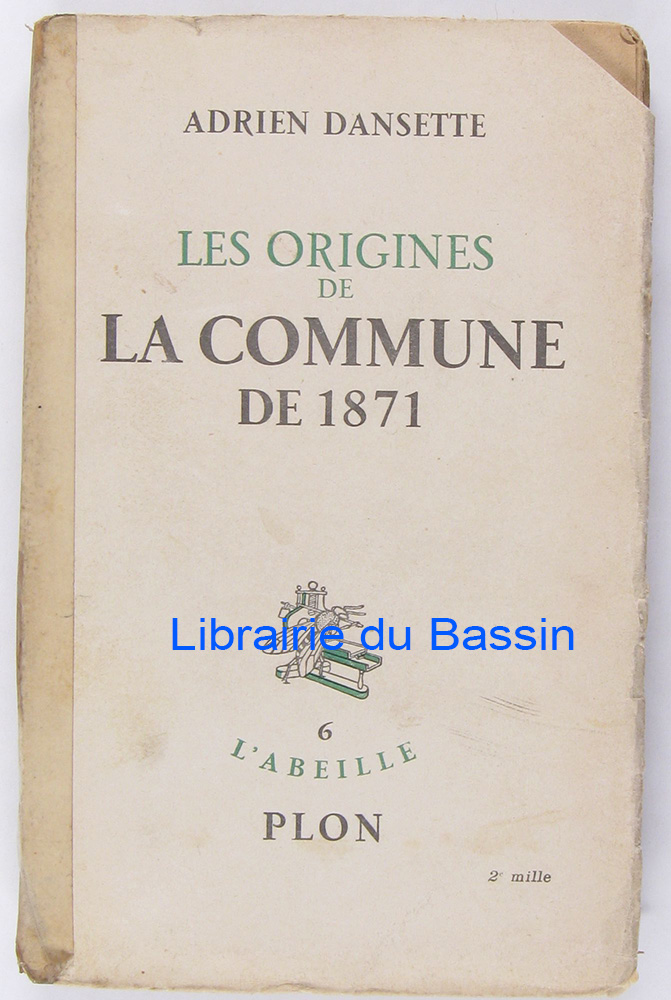 ADRIEN DANSETTE
LES ORIGINES
DE
LA COMMUNE
DE 1871
Librairie du Bassin
6
L'ABEILLE
PLON
2e mille